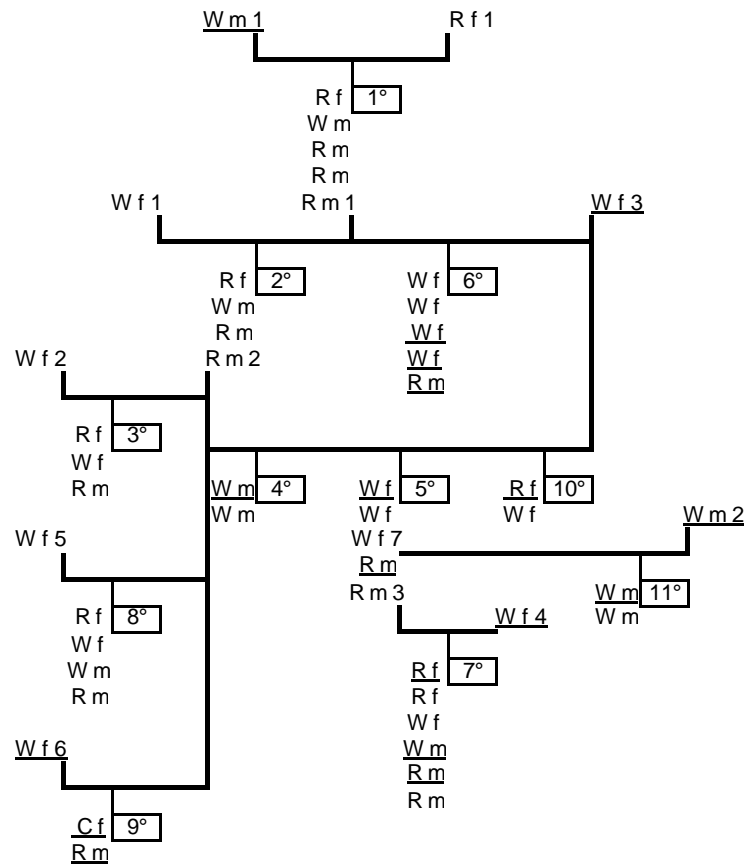 W m 1 R f 1
R f 1°
W m
R m
R m
W f 1 R m 1 W f 3
R f 2° W f 6°
W m W f
R m W f
W f 2 R m 2 W f
R m
R f 3°
W f
R m
W m 4° W f 5° R f 10°
W m W f W f
W m 2
W f 5 W f 7
R m
R f 8° R m 3 W m 11°
W f W f 4 W m
W m
R m R f 7°
R f
W f
W f 6 W m
R m
R m
C f 9°
R m